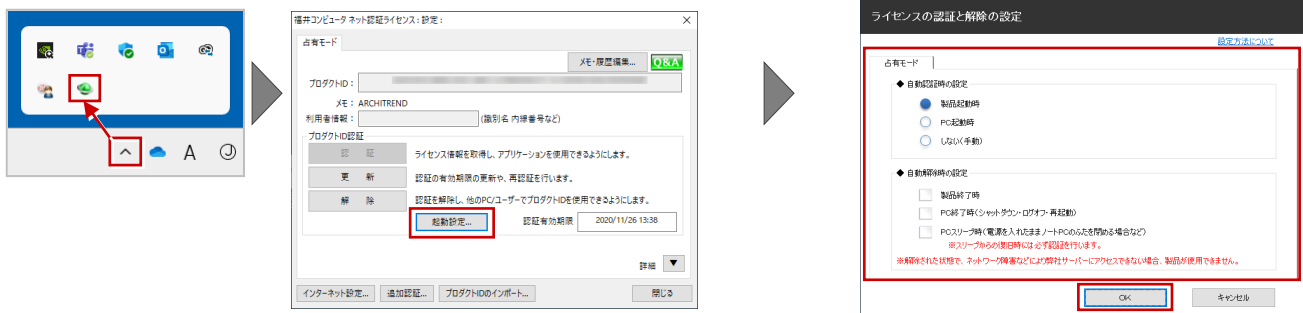 A
福井コンピュータ ネット認証ライセンス：設定：
占有モード
メモ・履歴編集...
Q&A
プロダクトID：
メモ： ARCHITREND
利用者情報：
(識別名 内線番号など)
プロダクトID認証
認 証
ライセンス情報を取得し、アプリケーションを使用できるようにします。
更 新
認証の有効期限の更新や、再認証を行います。
解 除
認証を解除し、他のPC/ユーザーでプロダクトIDを使用できるようにします。
起動設定...
認証有効期限
2020/11/26 13:38
詳細
インターネット設定...
追加認証...
プロダクトIDのインポート...
閉じる
ライセンスの認証と解除の設定
設定方法について
占有モード
◆ 自動認証時の設定
製品起動時
PC起動時
しない(手動)
◆ 自動解除時の設定
製品終了時
PC終了時(シャットダウン・ログオフ・再起動)
PCスリープ時(電源を入れたままノートPCのふたを閉める場合など)
※スリープからの復旧時には必ず認証を行います。
※解除された状態で、ネットワーク障害などにより弊社サーバーにアクセスできない場合、製品が使用できません。
OK
キャンセル